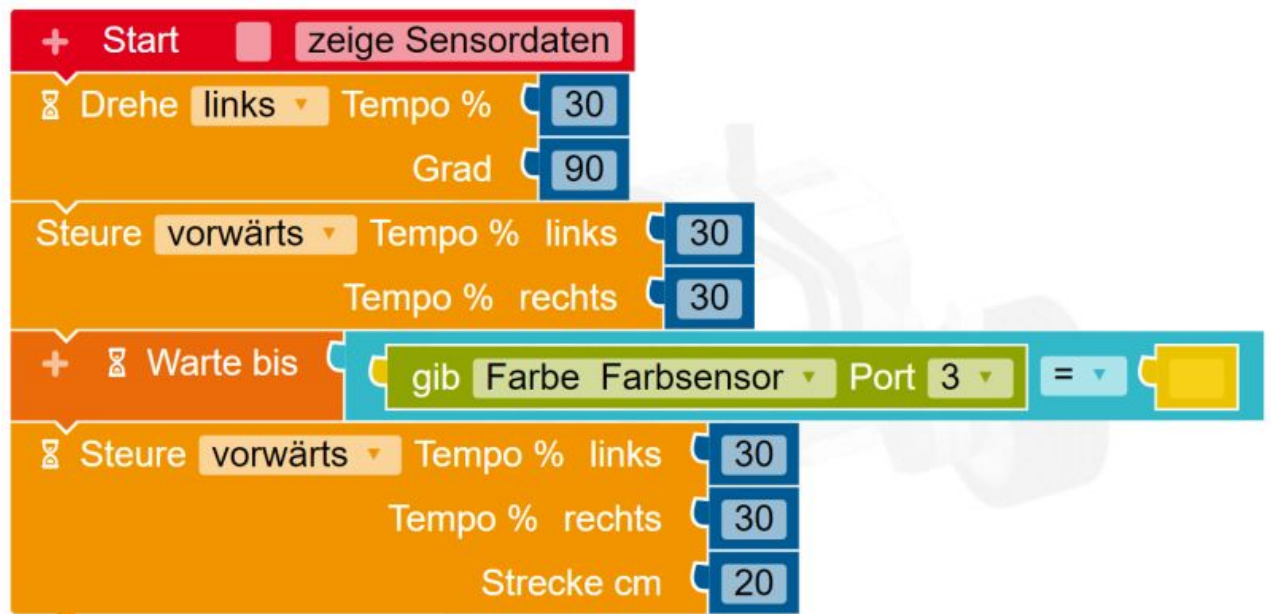 + Start zeige Sensordaten
Drehe links Tempo % 30
Grad 90
Steure vorwärts Tempo % links 30
Tempo % rechts 30
+ Warte bis gib Farbe Farbsensor Port 3 =
Steure vorwärts Tempo % links 30
Tempo % rechts 30
Strecke cm 20